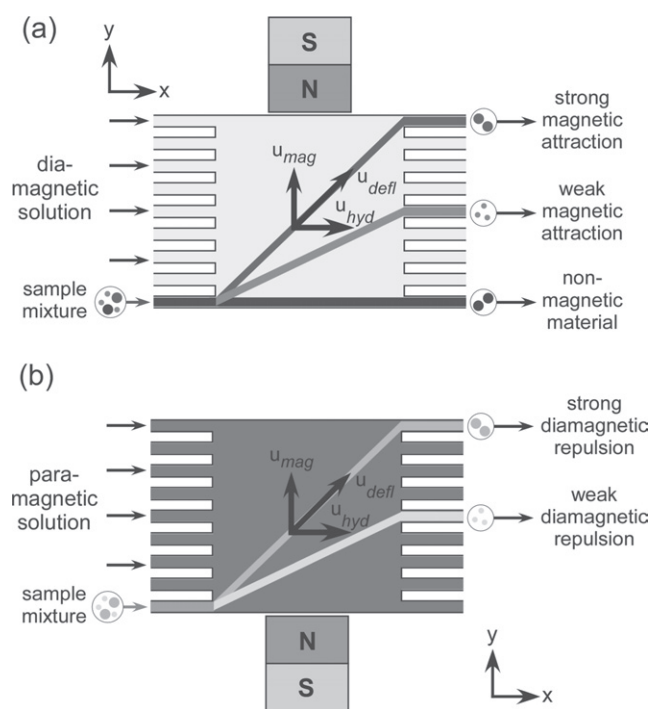 (a)
y
x
S
N
dia-
magnetic
solution
sample
mixture
u mag
u defl
u hyd
strong
magnetic
attraction
weak
magnetic
attraction
non-
magnetic
material
(b)
para-
magnetic
solution
sample
mixture
u mag
u defl
u hyd
strong
diamagnetic
repulsion
weak
diamagnetic
repulsion
N
S
y
x